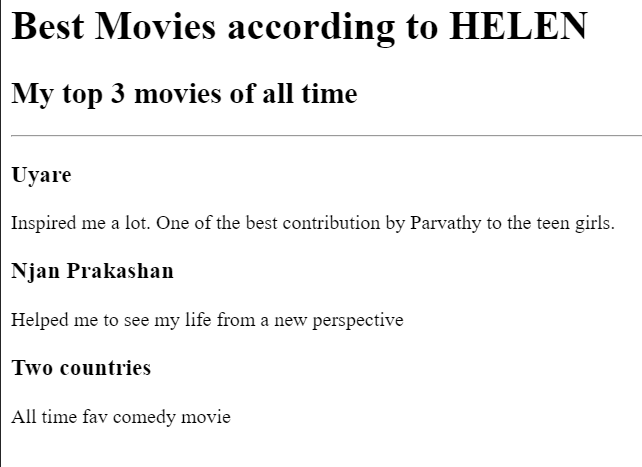 Best Movies according to HELEN
My top 3 movies of all time
Uyare
Inspired me a lot. One of the best contribution by Parvathy to the teen girls.
Njan Prakashan
Helped me to see my life from a new perspective
Two countries
All time fav comedy movie